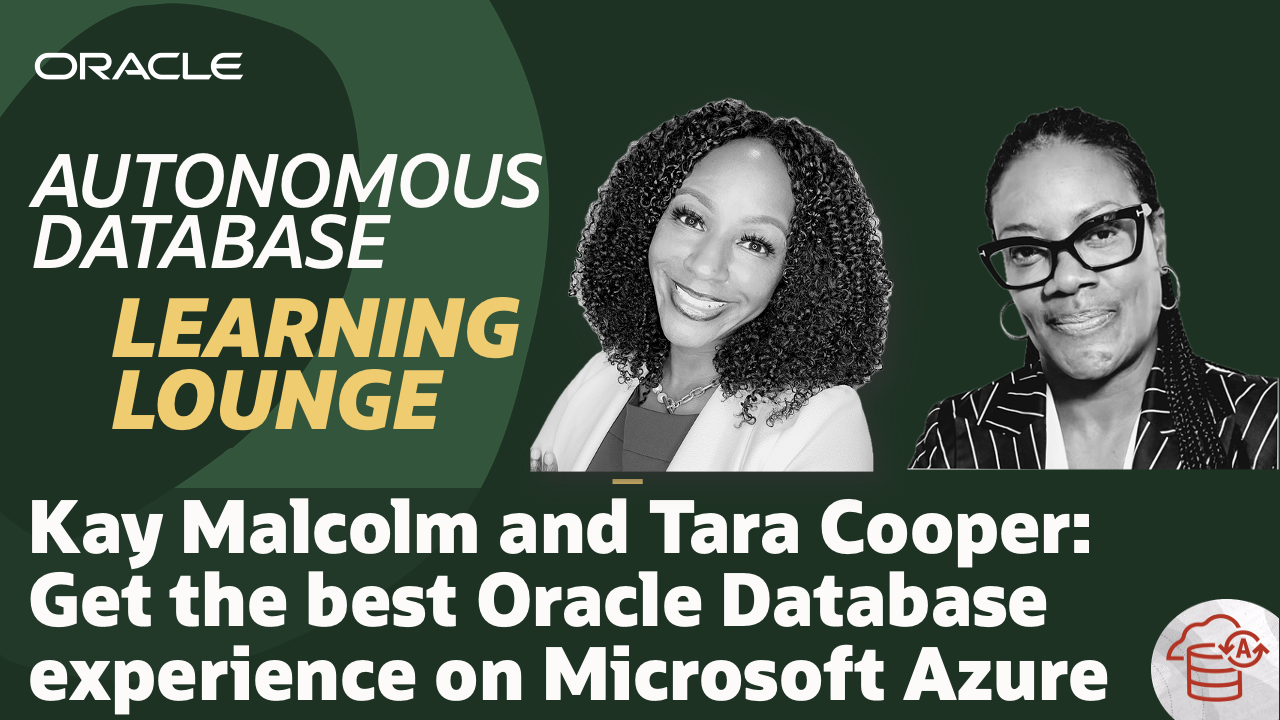 ORACLE
AUTONOMOUS
DATABASE
LEARNING
LOUNGE
Kay Malcolm and Tara Cooper:
Get the best Oracle Database
experience on Microsoft Azure
A